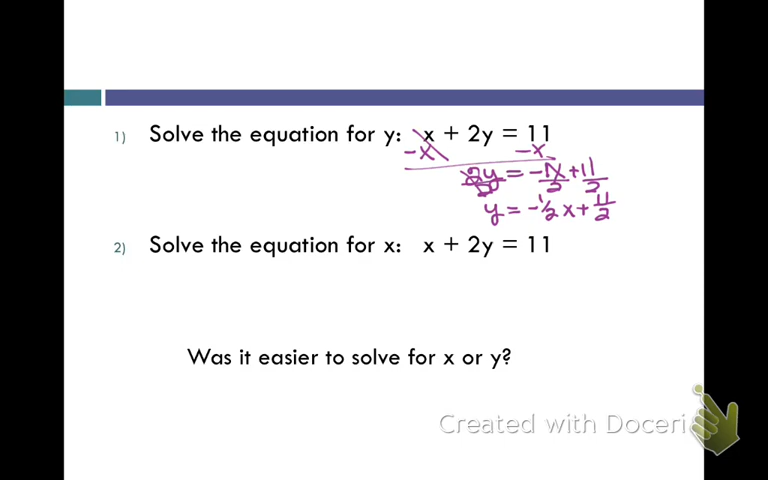 1) Solve the equation for y: x + 2y = 11
-x -x
2y/2 = -1x/2 + 11/2
y = -½ x + 11/2
2) Solve the equation for x: x + 2y = 11
Was it easier to solve for x or y?
Created with Doceri